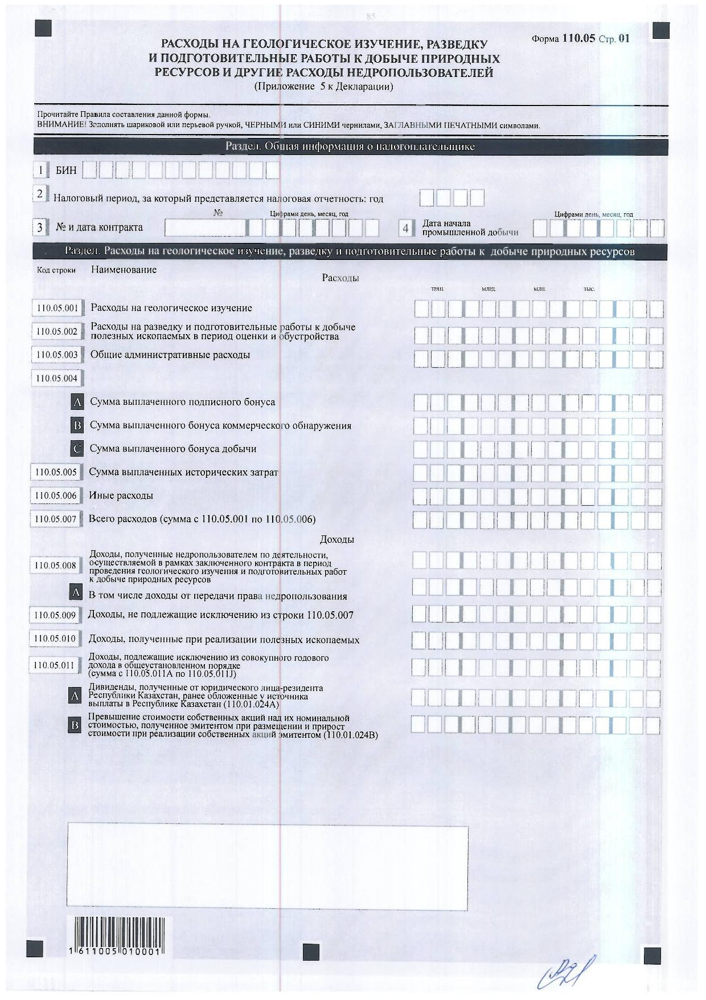 85
Форма 110.05 Стр. 01
РАСХОДЫ НА ГЕОЛОГИЧЕСКОЕ ИЗУЧЕНИЕ, РАЗВЕДКУ
И ПОДГОТОВИТЕЛЬНЫЕ РАБОТЫ К ДОБЫЧЕ ПРИРОДНЫХ
РЕСУРСОВ И ДРУГИЕ РАСХОДЫ НЕДРОПОЛЬЗОВАТЕЛЕЙ
(Приложение 5 к Декларации)
Прочитайте Правила составления данной формы.
ВНИМАНИЕ! Заполнять шариковой или перьевой ручкой, ЧЕРНЫМИ или СИНИМИ чернилами, ЗАГЛАВНЫМИ ПЕЧАТНЫМИ символами.
Раздел. Общая информация о налогоплательщике
1 БИН
2 Налоговый период, за который представляется налоговая отчетность: год
№ Цифрами день, месяц, год Цифрами день, месяц, год
3 № и дата контракта 4 Дата начала
промышленной добычи
Раздел. Расходы на геологическое изучение, разведку и подготовительные работы к добыче природных ресурсов
Код строки Наименование
Расходы
трлн. млрд. млн. тыс.
110.05.001 Расходы на геологическое изучение
110.05.002 Расходы на разведку и подготовительные работы к добыче
полезных ископаемых в период оценки и обустройства
110.05.003 Общие административные расходы
110.05.004
A Сумма выплаченного подписного бонуса
B Сумма выплаченного бонуса коммерческого обнаружения
C Сумма выплаченного бонуса добычи
110.05.005 Сумма выплаченных исторических затрат
110.05.006 Иные расходы
110.05.007 Всего расходов (сумма с 110.05.001 по 110.05.006)
Доходы
110.05.008 Доходы, полученные недропользователем по деятельности,
осуществляемой в рамках заключенного контракта в период
проведения геологического изучения и подготовительных работ
к добыче природных ресурсов
A В том числе доходы от передачи права недропользования
110.05.009 Доходы, не подлежащие исключению из строки 110.05.007
110.05.010 Доходы, полученные при реализации полезных ископаемых
110.05.011 Доходы, подлежащие исключению из совокупного годового
дохода в общеустановленном порядке
(сумма с 110.05.011A по 110.05.011J)
A Дивиденды, полученные от юридического лица-резидента
Республики Казахстан, ранее обложенные у источника
выплаты в Республике Казахстан (110.01.024A)
B Превышение стоимости собственных акций над их номинальной
стоимостью, полученное эмитентом при размещении и прирост
стоимости при реализации собственных акций эмитентом (110.01.024B)
1 611005 010001